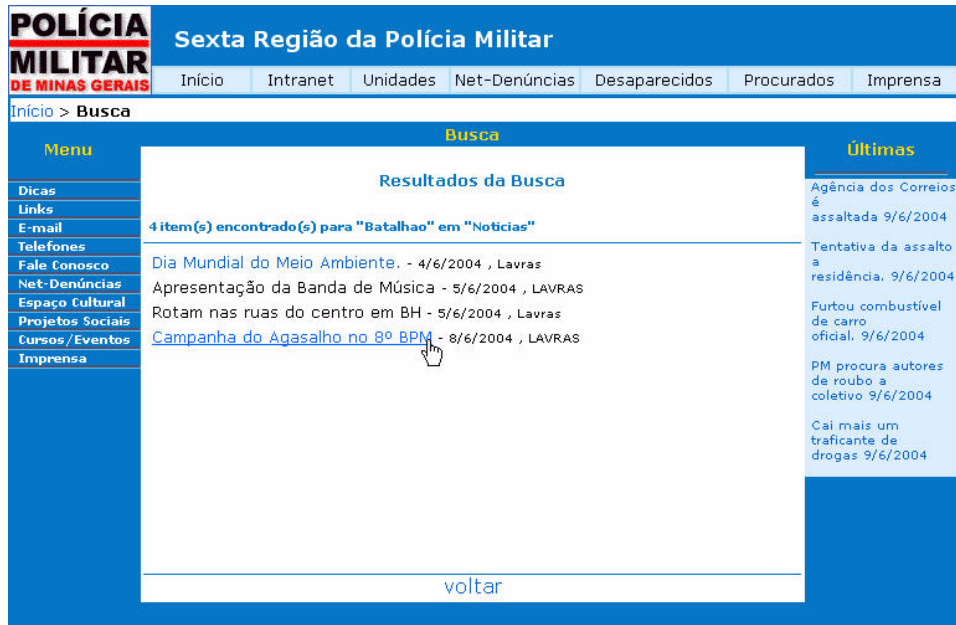 POLÍCIA
MILITAR
DE MINAS GERAIS
Sexta Região da Polícia Militar
Início Intranet Unidades Net-Denúncias Desaparecidos Procurados Imprensa
Início > Busca
Menu
Dicas
Links
E-mail
Telefones
Fale Conosco
Net-Denúncias
Espaço Cultural
Projetos Sociais
Cursos/Eventos
Imprensa
Busca
Resultados da Busca
4 item(s) encontrado(s) para "Batalhao" em "Noticias"
Dia Mundial do Meio Ambiente. - 4/6/2004 , Lavras
Apresentação da Banda de Música - 5/6/2004 , LAVRAS
Rotam nas ruas do centro em BH - 5/6/2004 , Lavras
Campanha do Agasalho no 8º BPM - 8/6/2004 , LAVRAS
voltar
Últimas
Agência dos Correios
é
assaltada 9/6/2004
Tentativa da assalto
a
residência. 9/6/2004
Furtou combustível
de carro
oficial. 9/6/2004
PM procura autores
de roubo a
coletivo 9/6/2004
Cai mais um
traficante de
drogas 9/6/2004